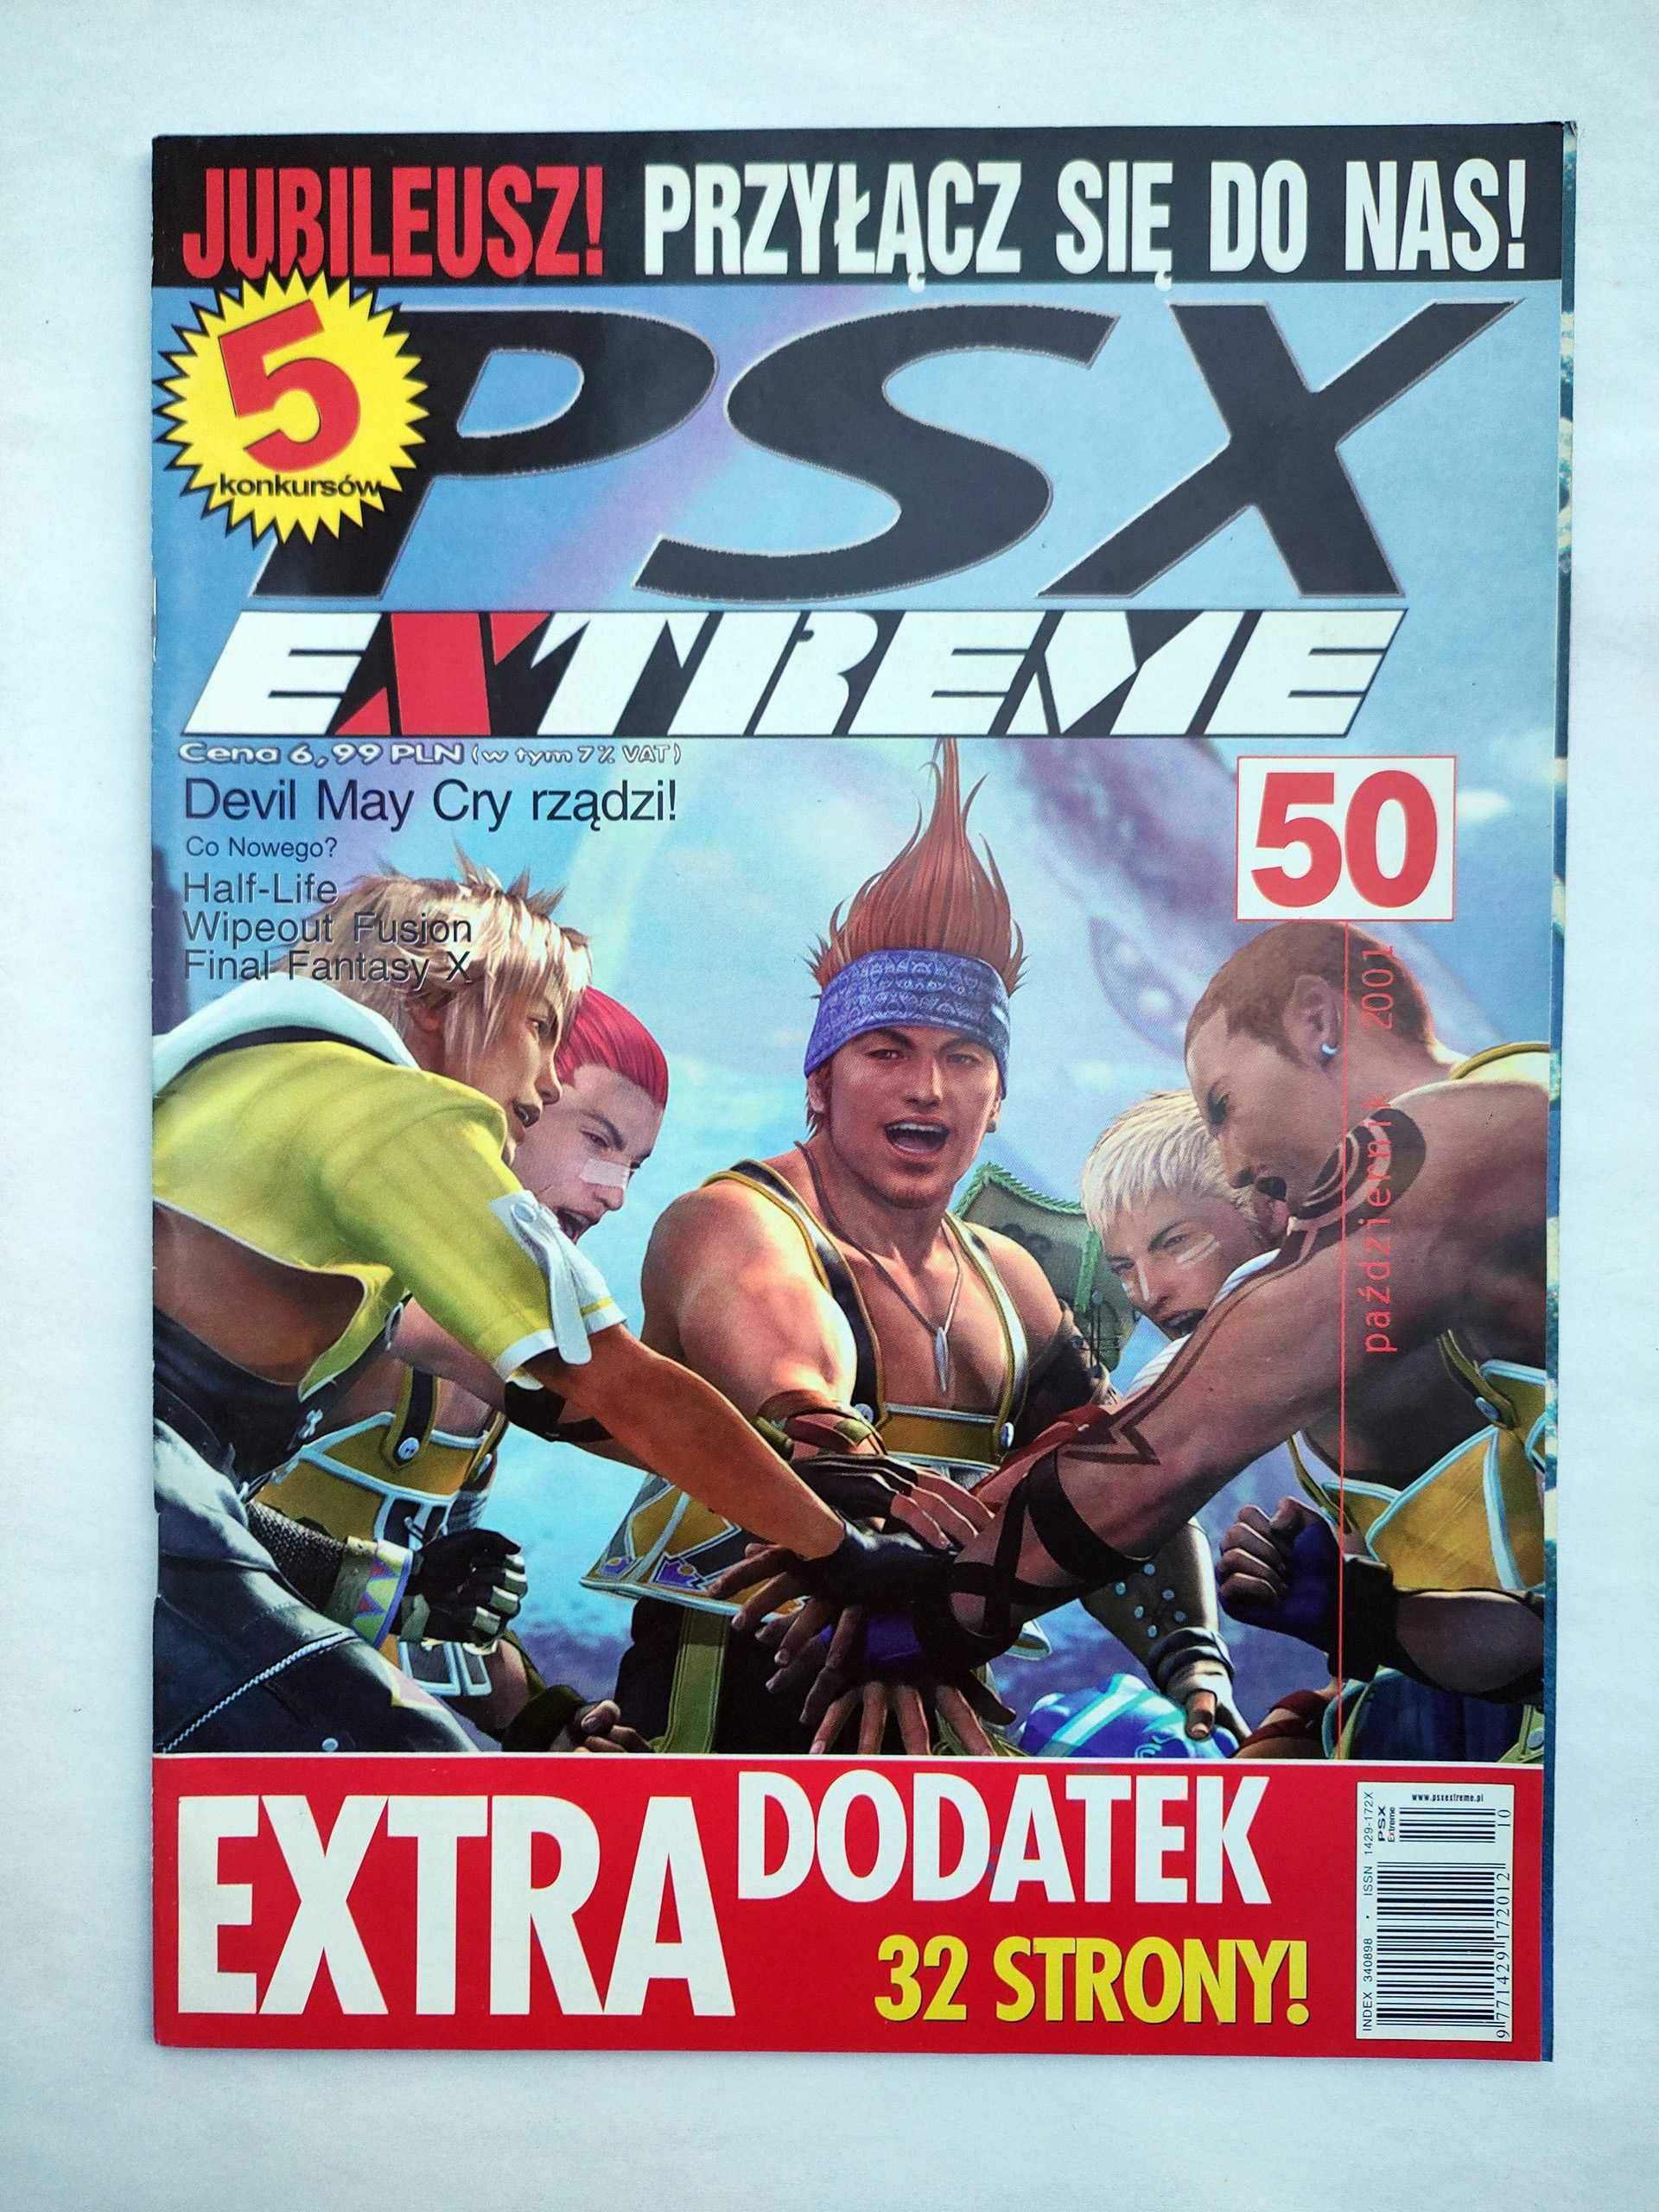 JUBILEUSZ! PRZYŁĄCZ SIĘ DO NAS!
5
konkursów
PSX
EXTREME
Cena 6,99 PLN (w tym 7% VAT)
Devil May Cry rządzi!
Co Nowego?
Half-Life
Wipeout Fusion
Final Fantasy X
50
październik 2001
EXTRA DODATEK
32 STRONY!
INDEX 340898 • ISSN 1429-172X
PSX
Extreme
www.psxextreme.pl
10
9 771429 172012